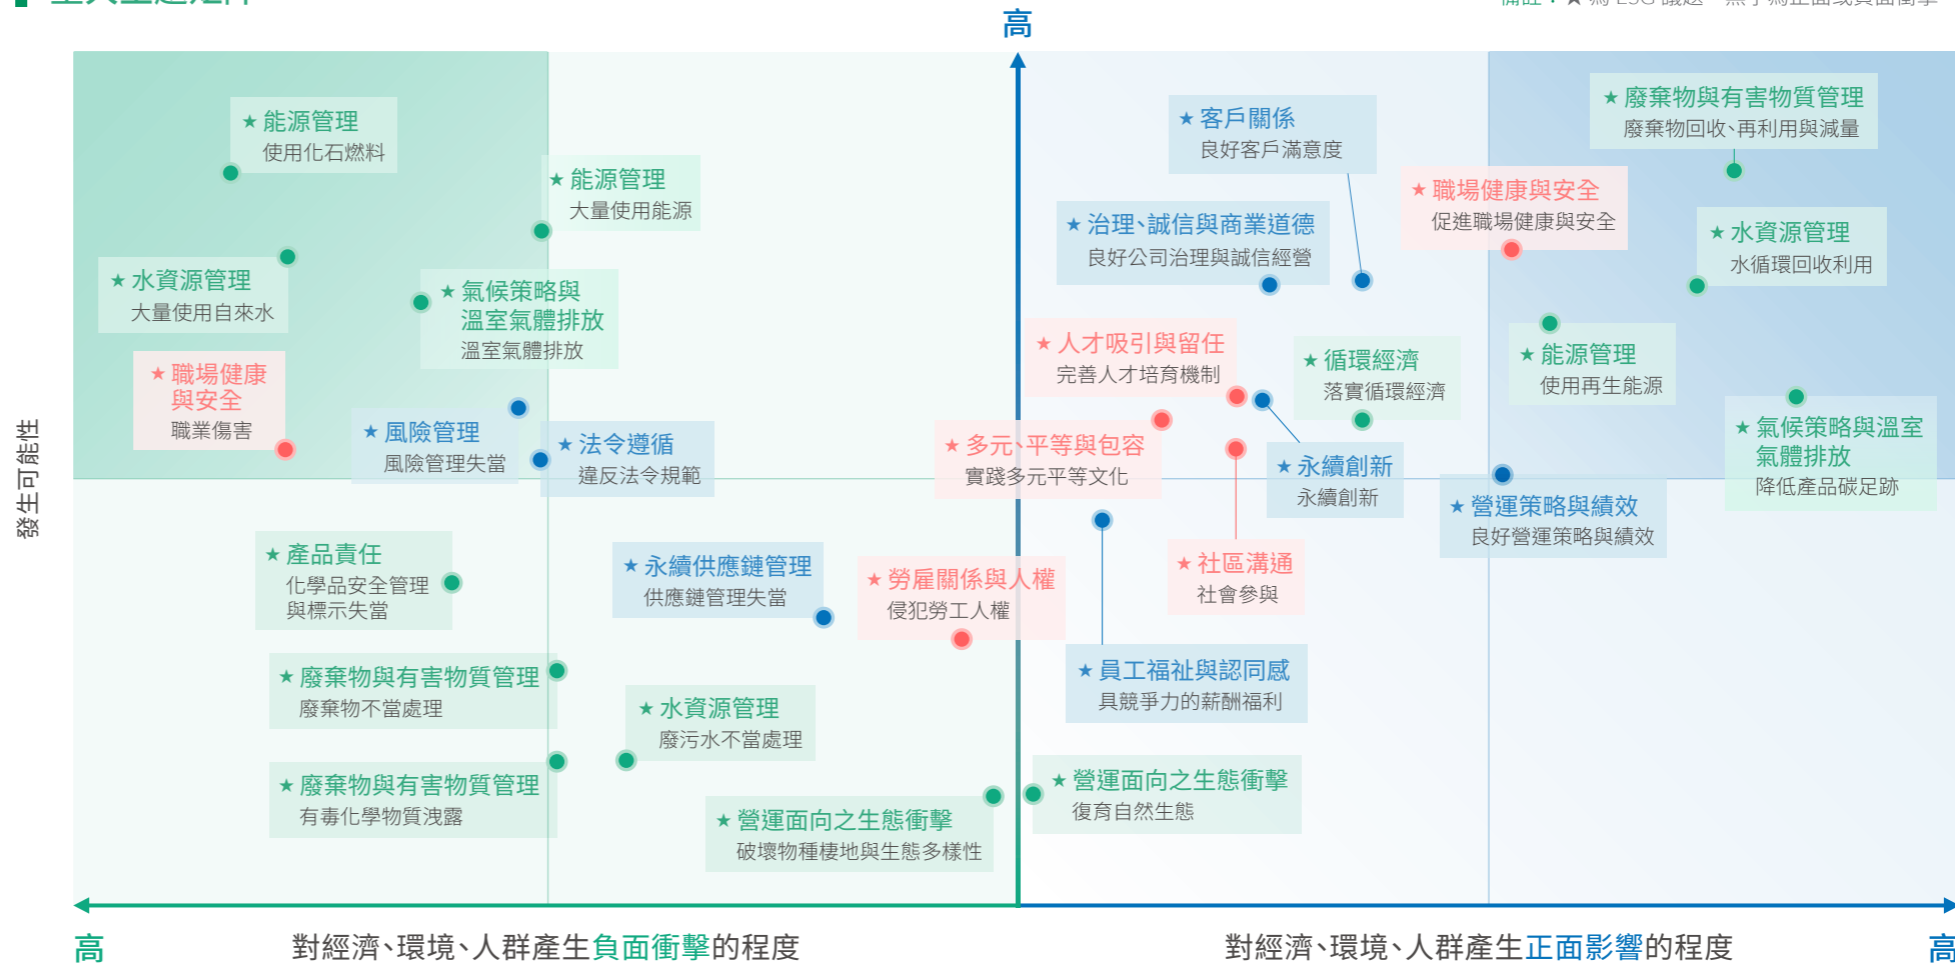 高
★ 能源管理
使用化石燃料
★ 能源管理
大量使用能源
★ 水資源管理
大量使用自來水
★ 氣候策略與
溫室氣體排放
溫室氣體排放
★ 職場健康
與安全
職業傷害
★ 風險管理
風險管理失當
★ 法令遵循
違反法令規範
★ 產品責任
化學品安全管理
與標示失當
★ 永續供應鏈管理
供應鏈管理失當
★ 勞雇關係與人權
侵犯勞工人權
★ 廢棄物與有害物質管理
廢棄物不當處理
★ 水資源管理
廢污水不當處理
★ 廢棄物與有害物質管理
有毒化學物質洩露
★ 營運面向之生態衝擊
破壞物種棲地與生態多樣性
★ 客戶關係
良好客戶滿意度
★ 廢棄物與有害物質管理
廢棄物回收、再利用與減量
★ 職場健康與安全
促進職場健康與安全
★ 治理、誠信與商業道德
良好公司治理與誠信經營
★ 水資源管理
水循環回收利用
★ 人才吸引與留任
完善人才培育機制
★ 循環經濟
落實循環經濟
★ 能源管理
使用再生能源
★ 多元、平等與包容
實踐多元平等文化
★ 永續創新
永續創新
★ 氣候策略與溫室
氣體排放
降低產品碳足跡
★ 營運策略與績效
良好營運策略與績效
★ 社區溝通
社會參與
★ 員工福祉與認同感
具競爭力的薪酬福利
★ 營運面向之生態衝擊
復育自然生態
發生可能性
高
對經濟、環境、人群產生負面衝擊的程度
對經濟、環境、人群產生正面影響的程度
高